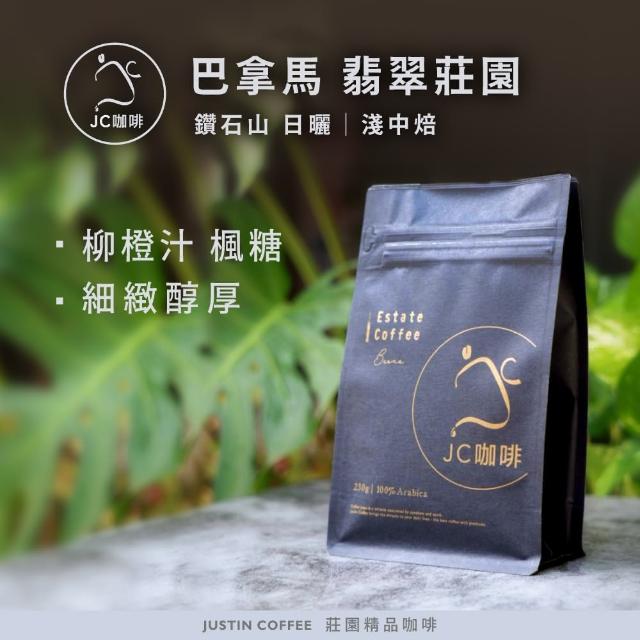 JC咖啡
巴拿馬 翡翠莊園
鑽石山 日曬｜淺中焙
▪ 柳橙汁 楓糖
▪ 細緻醇厚
Estate
Coffee
JC咖啡
100% Arabica
JUSTIN COFFEE 莊園精品咖啡